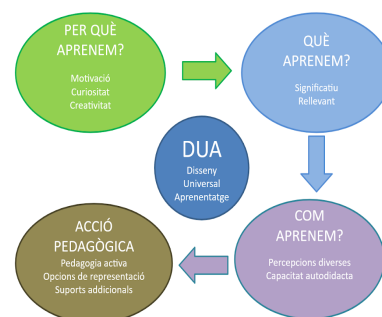 PER QUÈ
APRENEM?
Motivació
Curiositat
Creativitat
QUÈ
APRENEM?
Significatiu
Rellevant
DUA
Disseny
Universal
Aprenentatge
COM
APRENEM?
Percepcions diverses
Capacitat autodidacta
ACCIÓ
PEDAGÒGICA
Pedagogia activa
Opcions de representació
Suports addicionals